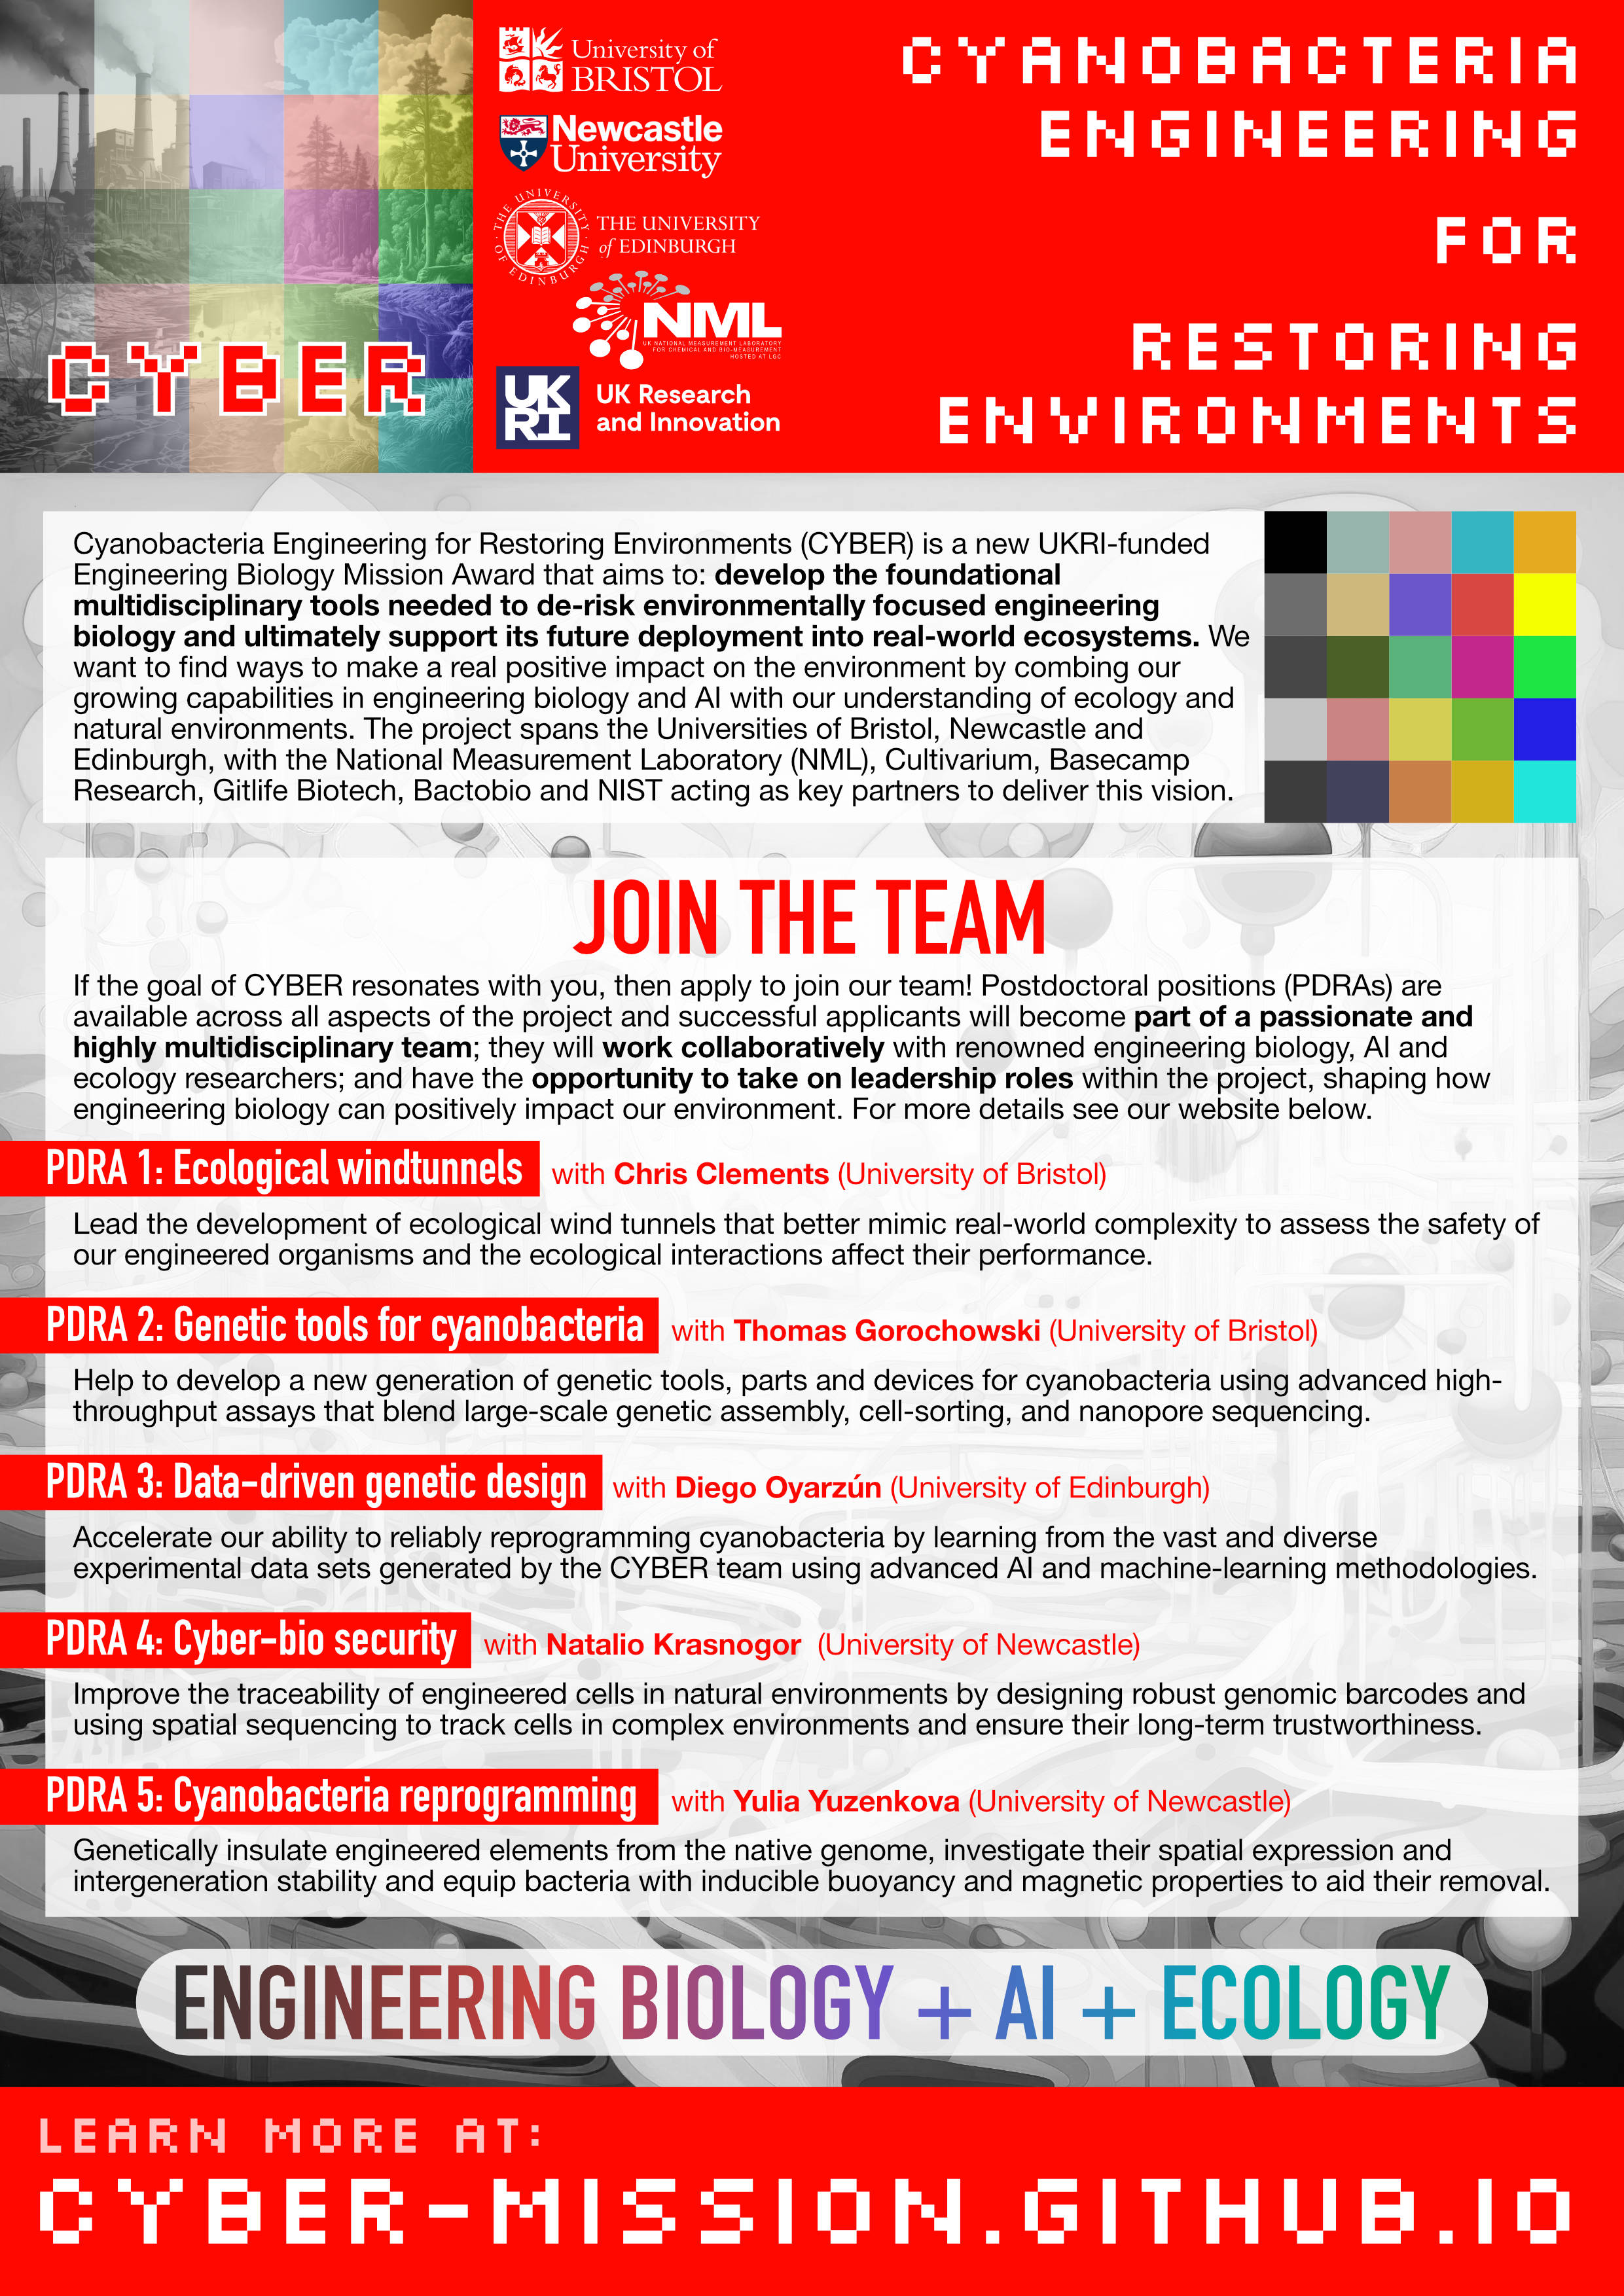 CYBER
University of
BRISTOL
Newcastle
University
THE UNIVERSITY OF EDINBURGH
THE UNIVERSITY
of EDINBURGH
NML
UK NATIONAL MEASUREMENT LABORATORY
FOR CHEMICAL AND BIO-MEASUREMENT
HOSTED AT LGC
UK
RI
UK Research
and Innovation
CYANOBACTERIA
ENGINEERING
FOR
RESTORING
ENVIRONMENTS
Cyanobacteria Engineering for Restoring Environments (CYBER) is a new UKRI-funded
Engineering Biology Mission Award that aims to: develop the foundational
multidisciplinary tools needed to de-risk environmentally focused engineering
biology and ultimately support its future deployment into real-world ecosystems. We
want to find ways to make a real positive impact on the environment by combing our
growing capabilities in engineering biology and AI with our understanding of ecology and
natural environments. The project spans the Universities of Bristol, Newcastle and
Edinburgh, with the National Measurement Laboratory (NML), Cultivarium, Basecamp
Research, Gitlife Biotech, Bactobio and NIST acting as key partners to deliver this vision.
JOIN THE TEAM
If the goal of CYBER resonates with you, then apply to join our team! Postdoctoral positions (PDRAs) are
available across all aspects of the project and successful applicants will become part of a passionate and
highly multidisciplinary team; they will work collaboratively with renowned engineering biology, AI and
ecology researchers; and have the opportunity to take on leadership roles within the project, shaping how
engineering biology can positively impact our environment. For more details see our website below.
PDRA 1: Ecological windtunnels with Chris Clements (University of Bristol)
Lead the development of ecological wind tunnels that better mimic real-world complexity to assess the safety of
our engineered organisms and the ecological interactions affect their performance.
PDRA 2: Genetic tools for cyanobacteria with Thomas Gorochowski (University of Bristol)
Help to develop a new generation of genetic tools, parts and devices for cyanobacteria using advanced high-
throughput assays that blend large-scale genetic assembly, cell-sorting, and nanopore sequencing.
PDRA 3: Data-driven genetic design with Diego Oyarzún (University of Edinburgh)
Accelerate our ability to reliably reprogramming cyanobacteria by learning from the vast and diverse
experimental data sets generated by the CYBER team using advanced AI and machine-learning methodologies.
PDRA 4: Cyber-bio security with Natalio Krasnogor (University of Newcastle)
Improve the traceability of engineered cells in natural environments by designing robust genomic barcodes and
using spatial sequencing to track cells in complex environments and ensure their long-term trustworthiness.
PDRA 5: Cyanobacteria reprogramming with Yulia Yuzenkova (University of Newcastle)
Genetically insulate engineered elements from the native genome, investigate their spatial expression and
intergeneration stability and equip bacteria with inducible buoyancy and magnetic properties to aid their removal.
ENGINEERING BIOLOGY + AI + ECOLOGY
LEARN MORE AT:
CYBER-MISSION.GITHUB.IO